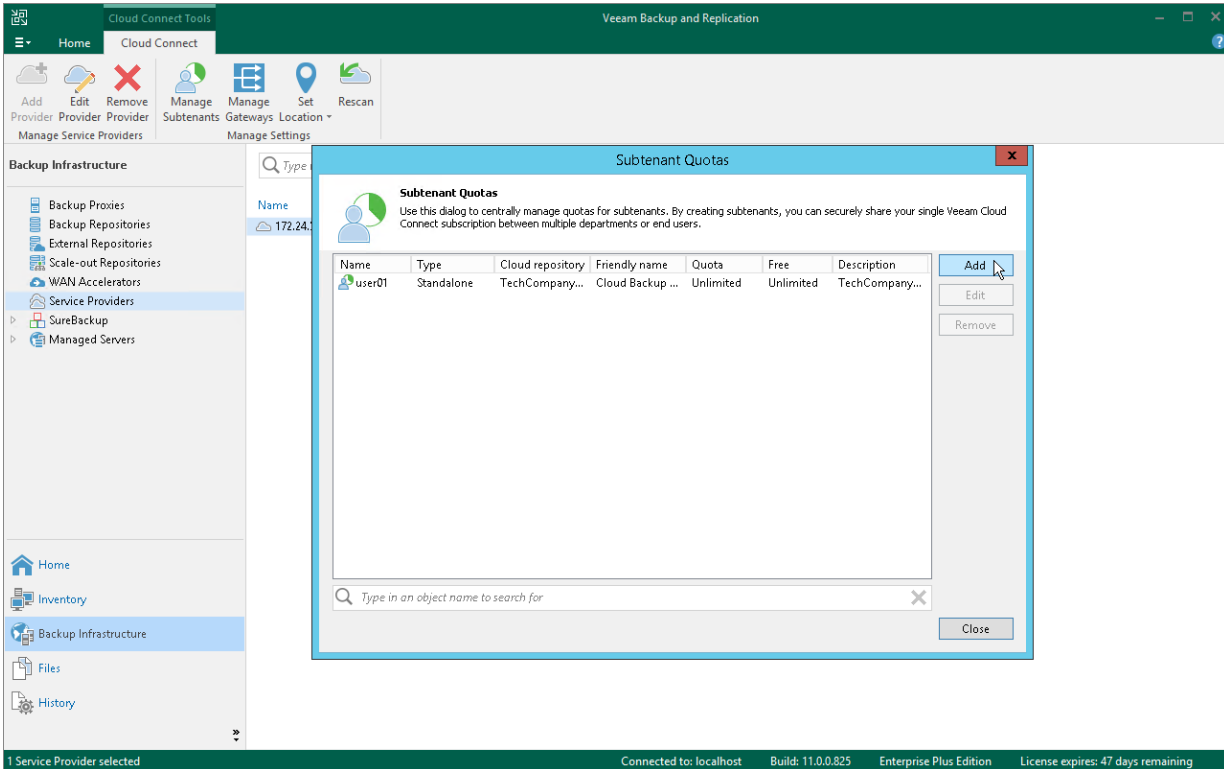 Cloud Connect Tools
Veeam Backup and Replication
Home
Cloud Connect
Add Provider
Edit Provider
Remove Provider
Manage Subtenants
Manage Gateways
Set Location
Rescan
Manage Service Providers
Manage Settings
Backup Infrastructure
Backup Proxies
Backup Repositories
External Repositories
Scale-out Repositories
WAN Accelerators
Service Providers
SureBackup
Managed Servers
Home
Inventory
Backup Infrastructure
Files
History
Type
Name
172.24.
Subtenant Quotas
Subtenant Quotas
Use this dialog to centrally manage quotas for subtenants. By creating subtenants, you can securely share your single Veeam Cloud
Connect subscription between multiple departments or end users.
Name Type Cloud repository Friendly name Quota Free Description
user01 Standalone TechCompany... Cloud Backup ... Unlimited Unlimited TechCompany...
Add
Edit
Remove
Type in an object name to search for
Close
1 Service Provider selected
Connected to: localhost
Build: 11.0.0.825
Enterprise Plus Edition
License expires: 47 days remaining